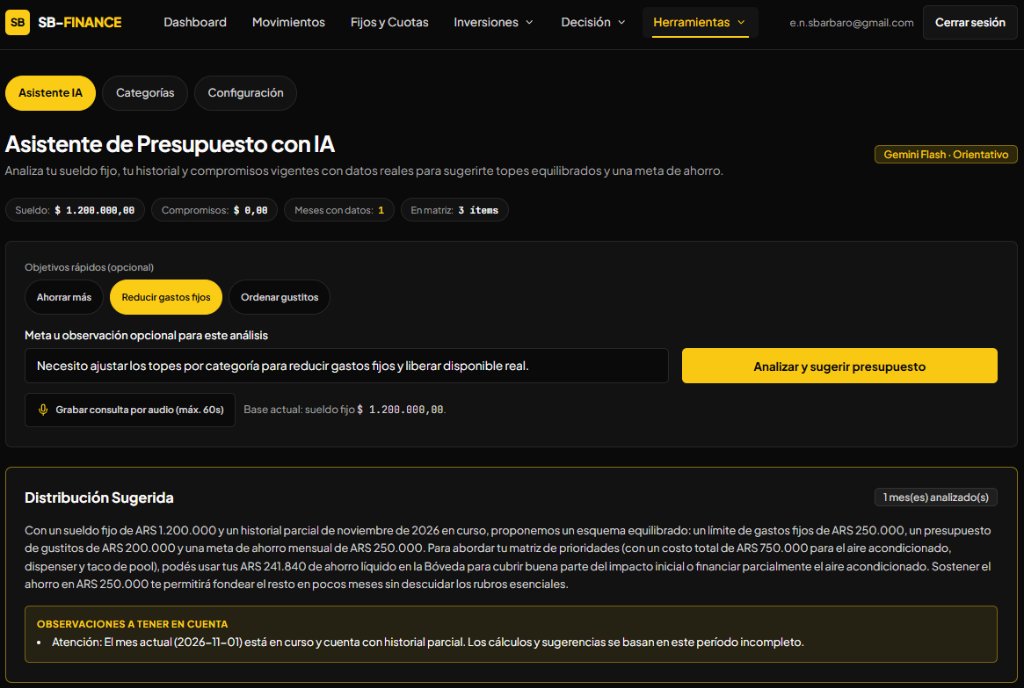 SB SB-FINANCE Dashboard Movimientos Fijos y Cuotas Inversiones Decisión Herramientas e.n.sbarbaro@gmail.com Cerrar sesión
Asistente IA Categorías Configuración
Asistente de Presupuesto con IA
Gemini Flash · Orientativo
Analiza tu sueldo fijo, tu historial y compromisos vigentes con datos reales para sugerirte topes equilibrados y una meta de ahorro.
Sueldo: $ 1.200.000,00 Compromisos: $ 0,00 Meses con datos: 1 En matriz: 3 ítems
Objetivos rápidos (opcional)
Ahorrar más Reducir gastos fijos Ordenar gustitos
Meta u observación opcional para este análisis
Necesito ajustar los topes por categoría para reducir gastos fijos y liberar disponible real. Analizar y sugerir presupuesto
Grabar consulta por audio (máx. 60s) Base actual: sueldo fijo $ 1.200.000,00.
Distribución Sugerida 1 mes(es) analizado(s)
Con un sueldo fijo de ARS 1.200.000 y un historial parcial de noviembre de 2026 en curso, proponemos un esquema equilibrado: un límite de gastos fijos de ARS 250.000, un presupuesto
de gustitos de ARS 200.000 y una meta de ahorro mensual de ARS 250.000. Para abordar tu matriz de prioridades (con un costo total de ARS 750.000 para el aire acondicionado,
dispenser y taco de pool), podés usar tus ARS 241.840 de ahorro líquido en la Bóveda para cubrir buena parte del impacto inicial o financiar parcialmente el aire acondicionado. Sostener el
ahorro en ARS 250.000 te permitirá fondear el resto en pocos meses sin descuidar los rubros esenciales.
OBSERVACIONES A TENER EN CUENTA
• Atención: El mes actual (2026-11-01) está en curso y cuenta con historial parcial. Los cálculos y sugerencias se basan en este período incompleto.